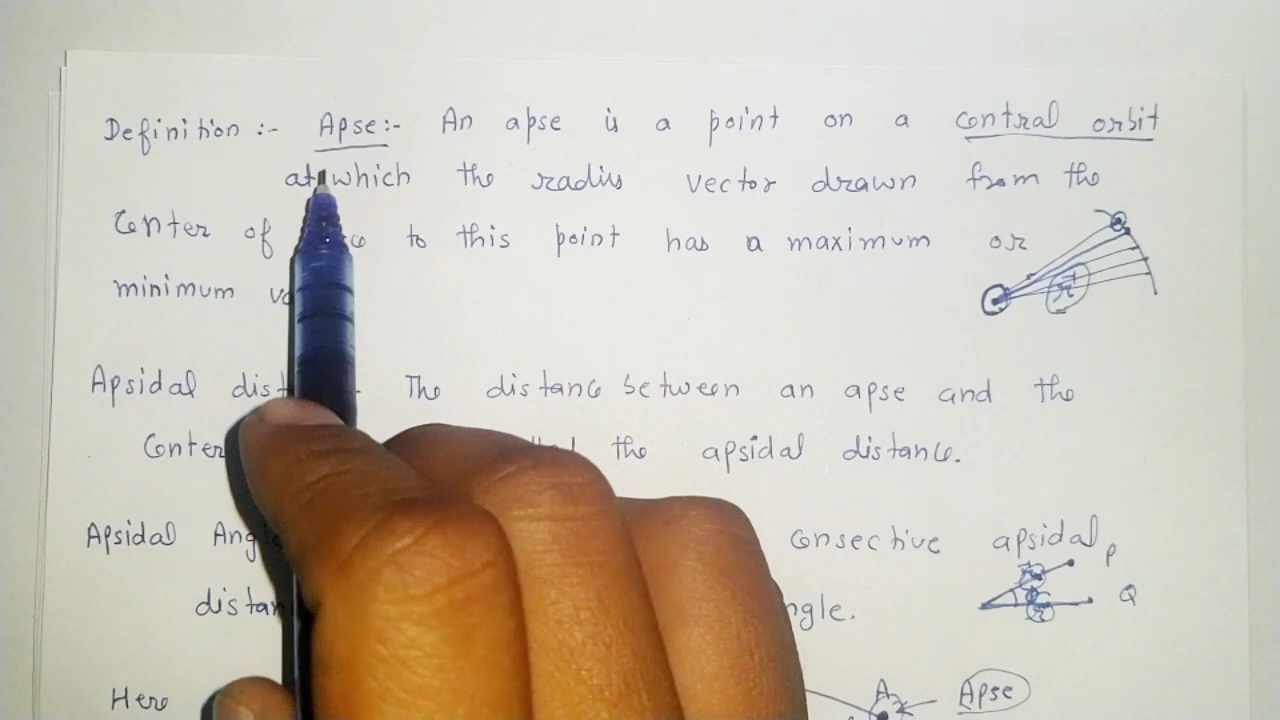 Definition :- Apse:- An apse is a point on a central orbit
at which the radius vector drawn from the
Center of to this point has a maximum or
minimum
r
Apsidal The distance between an apse and the
Center the apsidal distance.
Apsidal consective apsidal
P
Q
Here
A
Apse